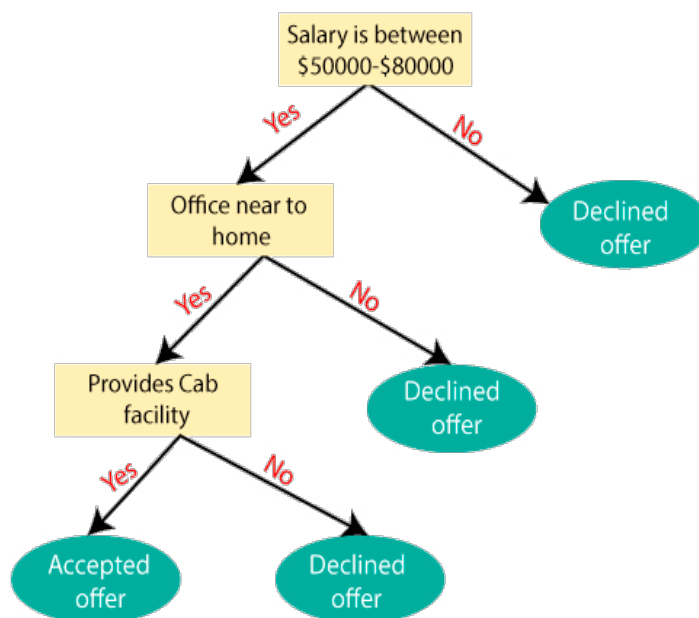 Salary is between
$50000-$80000
Yes
No
Office near to
home
Declined
offer
Yes
No
Provides Cab
facility
Declined
offer
Yes
No
Accepted
offer
Declined
offer